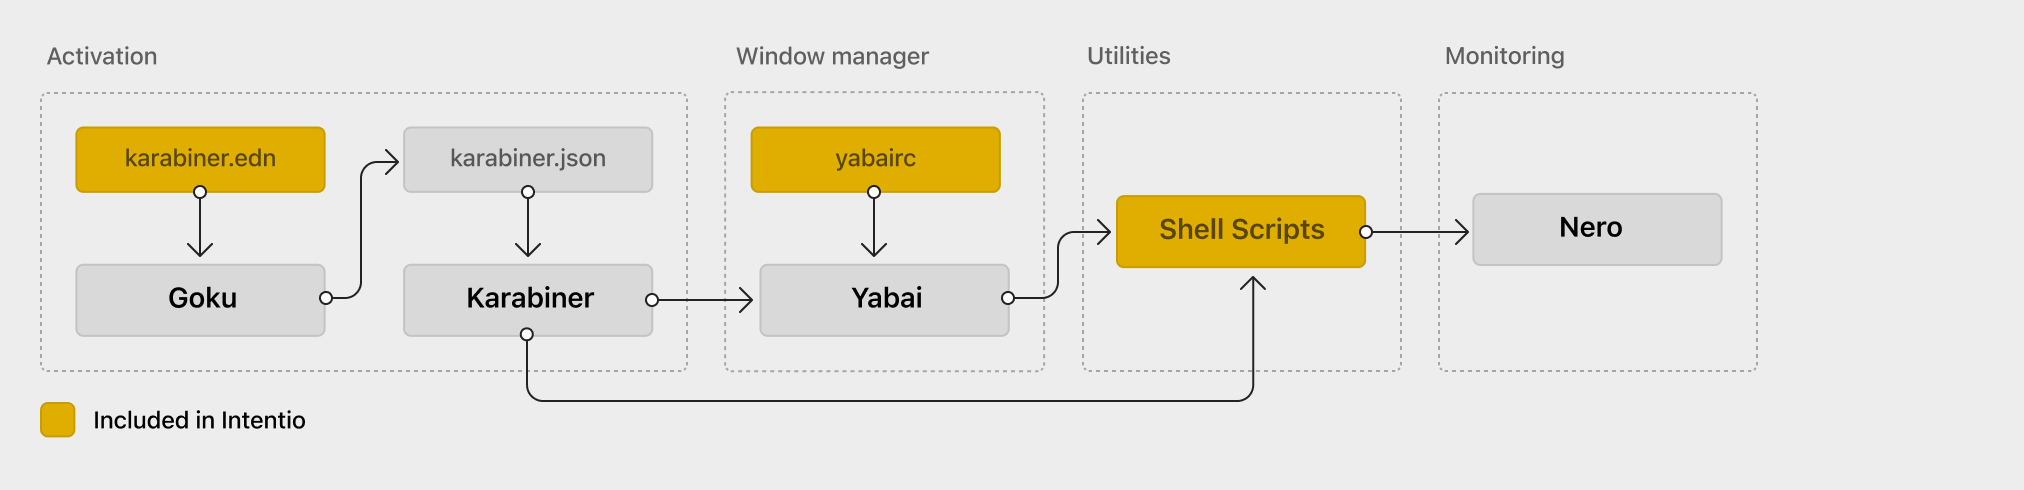 Activation
Window manager
Utilities
Monitoring
karabiner.edn
karabiner.json
yabairc
Shell Scripts
Nero
Goku
Karabiner
Yabai
Included in Intentio